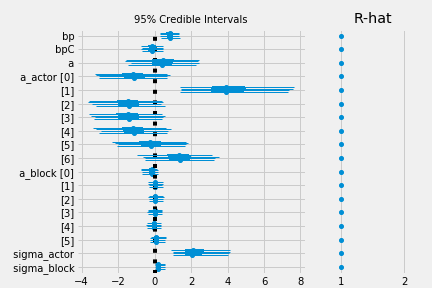 95% Credible Intervals
R-hat
bp
bpC
a
a_actor [0]
[1]
[2]
[3]
[4]
[5]
[6]
a_block [0]
[1]
[2]
[3]
[4]
[5]
sigma_actor
sigma_block
−4 −2 0 2 4 6 8
1 2